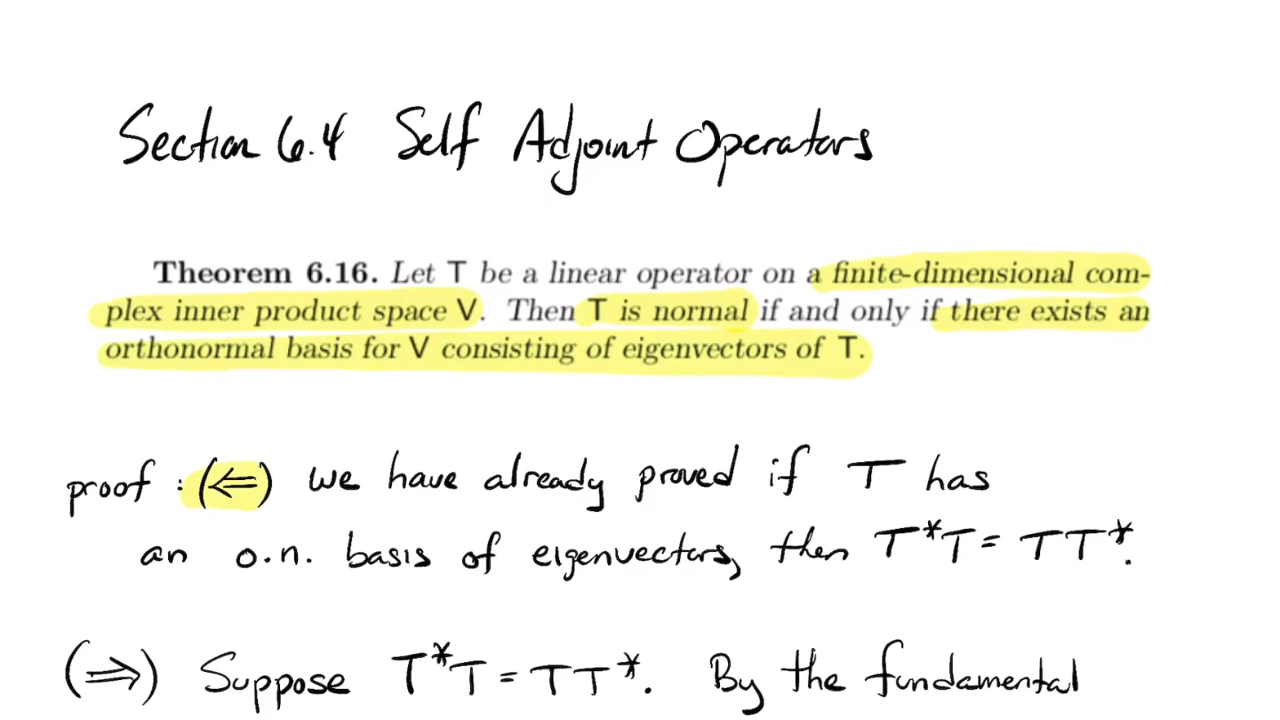 Section 6.4 Self Adjoint Operators
Theorem 6.16. Let T be a linear operator on a finite-dimensional com-
plex inner product space V. Then T is normal if and only if there exists an
orthonormal basis for V consisting of eigenvectors of T.
proof : (⇐) we have already proved if T has
an o.n. basis of eigenvectors, then T*T = TT*.
(⇒) Suppose T*T = TT*. By the fundamental